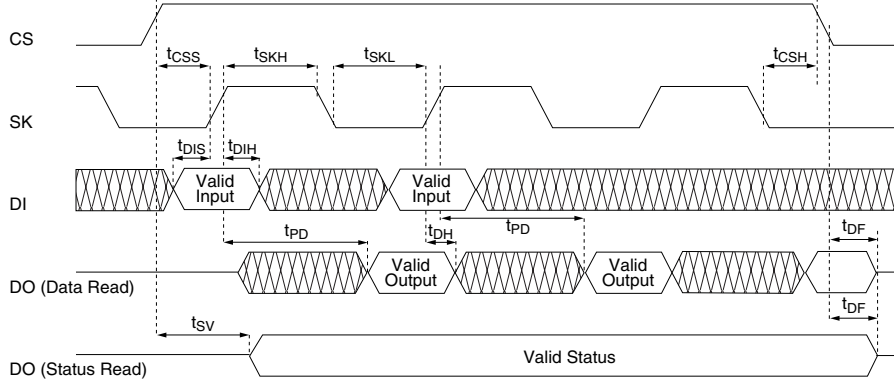 CS
tCSS
tSKH
tSKL
tCSH
SK
tDIS
tDIH
DI
Valid
Input
Valid
Input
tPD
tDH
tPD
tDF
DO (Data Read)
Valid
Output
Valid
Output
tDF
tSV
DO (Status Read)
Valid Status